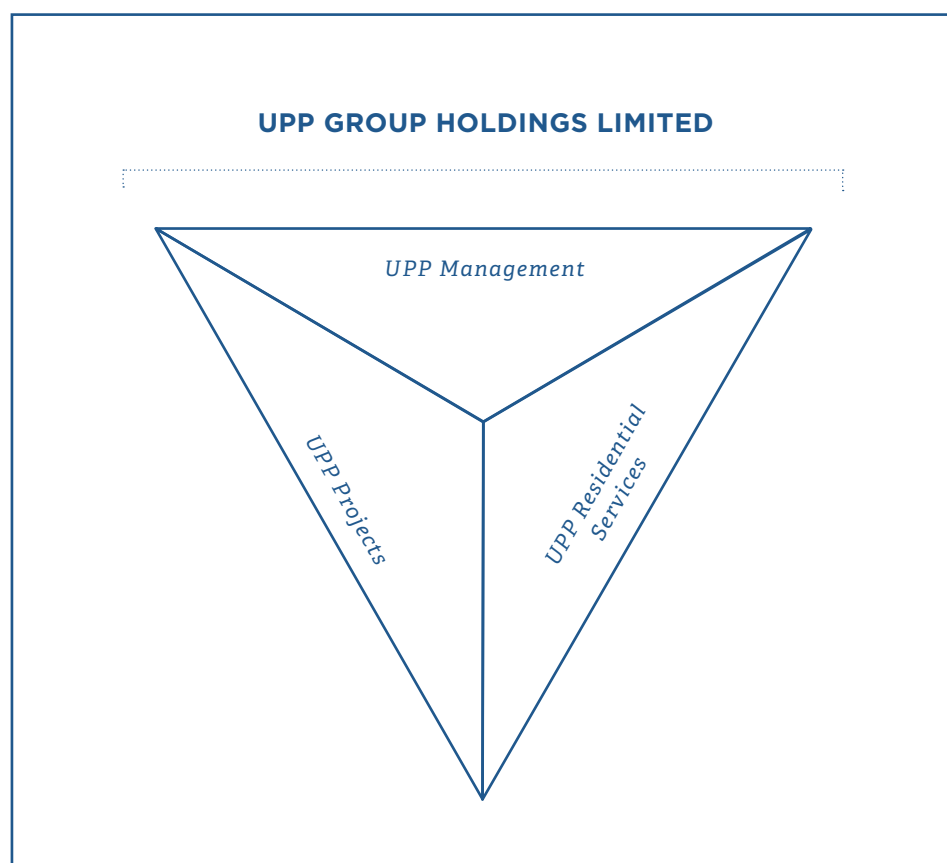 UPP GROUP HOLDINGS LIMITED
UPP Management
UPP Projects
UPP Residential
Services